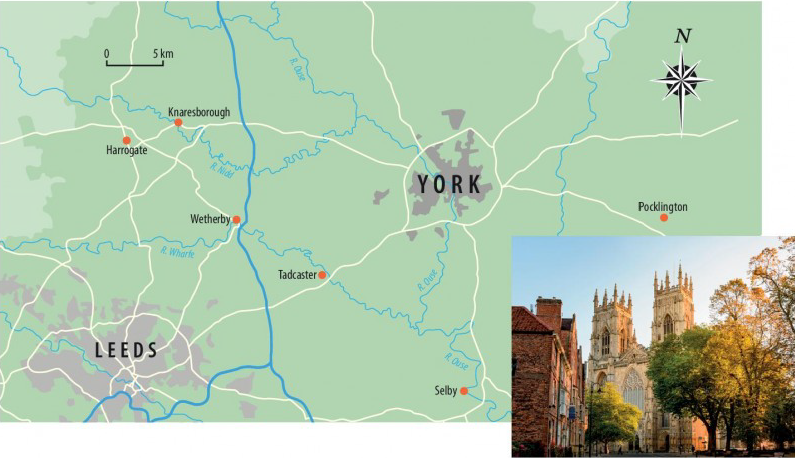 N
0 5 km
R. Ouse
Knaresborough
Harrogate
R. Nidd
YORK
Pocklington
Wetherby
R. Wharfe
Tadcaster
R. Ouse
LEEDS
R. Ouse
Selby